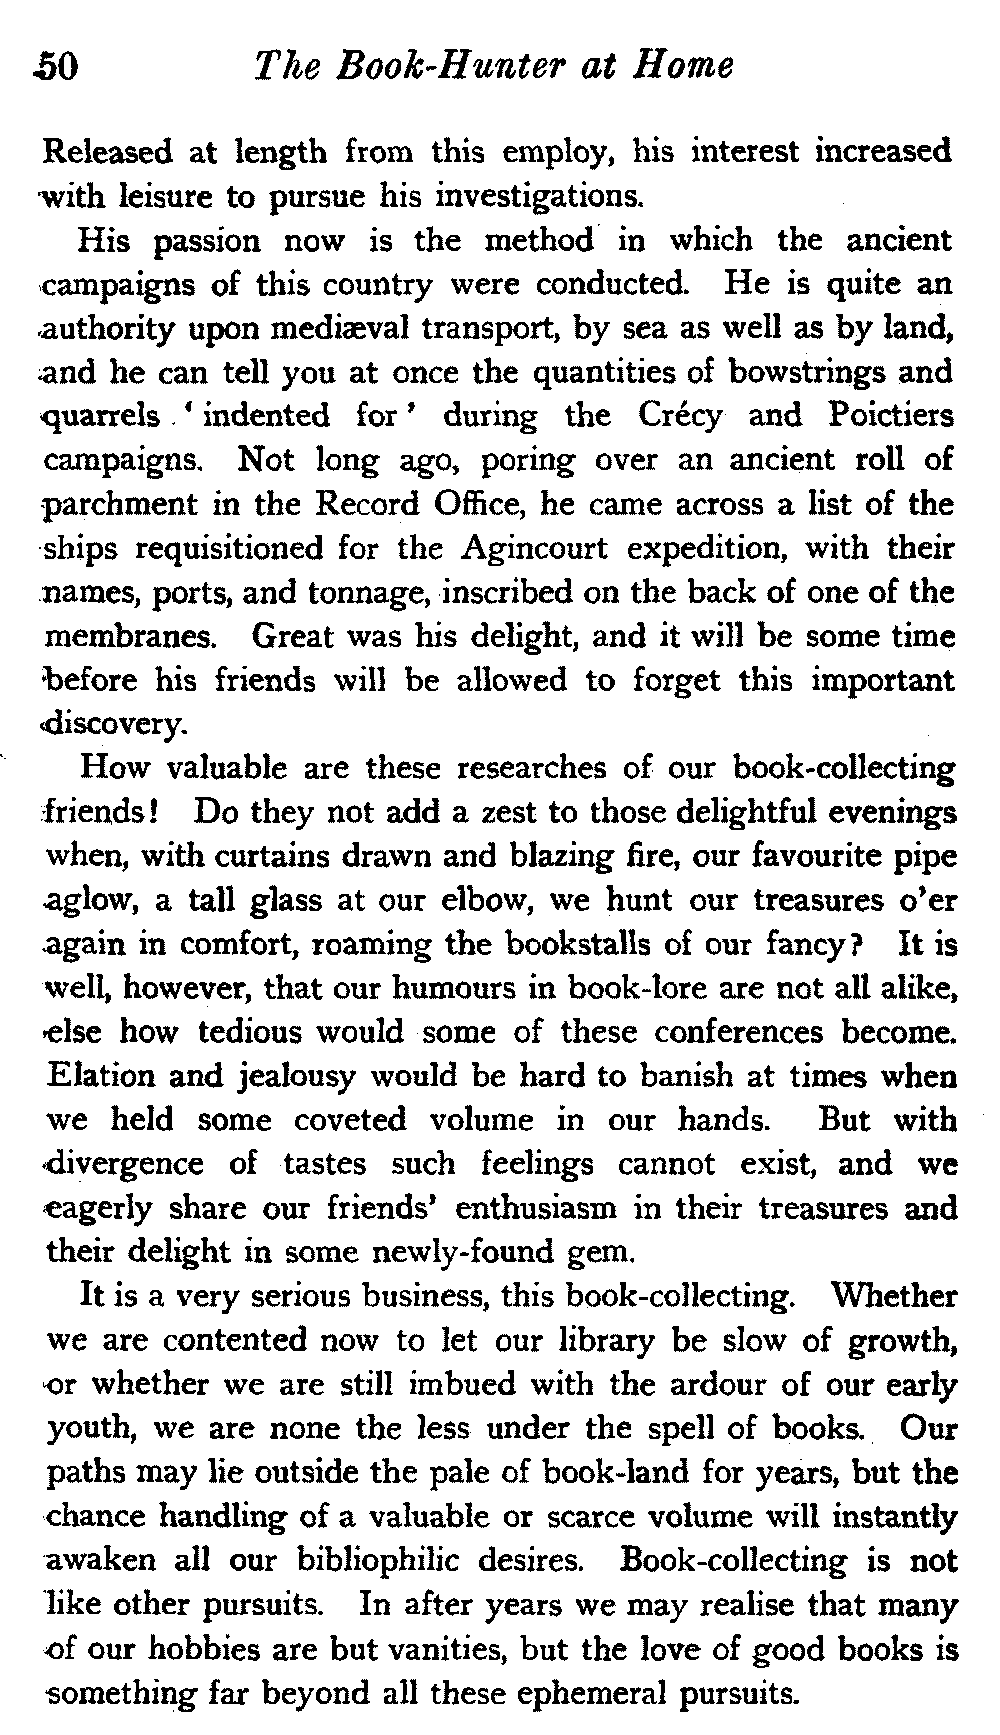 50 The Book-Hunter at Home
Released at length from this employ, his interest increased
with leisure to pursue his investigations.
His passion now is the method in which the ancient
campaigns of this country were conducted. He is quite an
authority upon mediæval transport, by sea as well as by land,
and he can tell you at once the quantities of bowstrings and
quarrels ‘ indented for ’ during the Crécy and Poictiers
campaigns. Not long ago, poring over an ancient roll of
parchment in the Record Office, he came across a list of the
ships requisitioned for the Agincourt expedition, with their
names, ports, and tonnage, inscribed on the back of one of the
membranes. Great was his delight, and it will be some time
before his friends will be allowed to forget this important
discovery.
How valuable are these researches of our book-collecting
friends! Do they not add a zest to those delightful evenings
when, with curtains drawn and blazing fire, our favourite pipe
aglow, a tall glass at our elbow, we hunt our treasures o’er
again in comfort, roaming the bookstalls of our fancy? It is
well, however, that our humours in book-lore are not all alike,
else how tedious would some of these conferences become.
Elation and jealousy would be hard to banish at times when
we held some coveted volume in our hands. But with
divergence of tastes such feelings cannot exist, and we
eagerly share our friends’ enthusiasm in their treasures and
their delight in some newly-found gem.
It is a very serious business, this book-collecting. Whether
we are contented now to let our library be slow of growth,
or whether we are still imbued with the ardour of our early
youth, we are none the less under the spell of books. Our
paths may lie outside the pale of book-land for years, but the
chance handling of a valuable or scarce volume will instantly
awaken all our bibliophilic desires. Book-collecting is not
like other pursuits. In after years we may realise that many
of our hobbies are but vanities, but the love of good books is
something far beyond all these ephemeral pursuits.